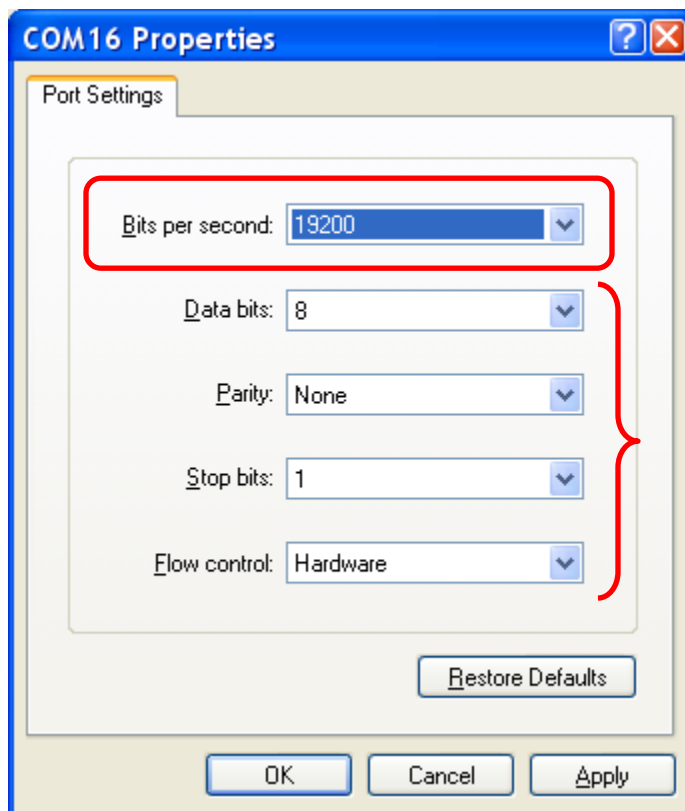 COM16 Properties
Port Settings
Bits per second: 19200
Data bits: 8
Parity: None
Stop bits: 1
Flow control: Hardware
Restore Defaults
OK Cancel Apply